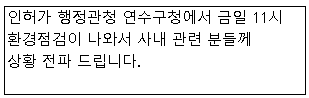 인허가 행정관청 연수구청에서 금일 11시
환경점검이 나와서 사내 관련 분들께
상황 전파 드립니다.